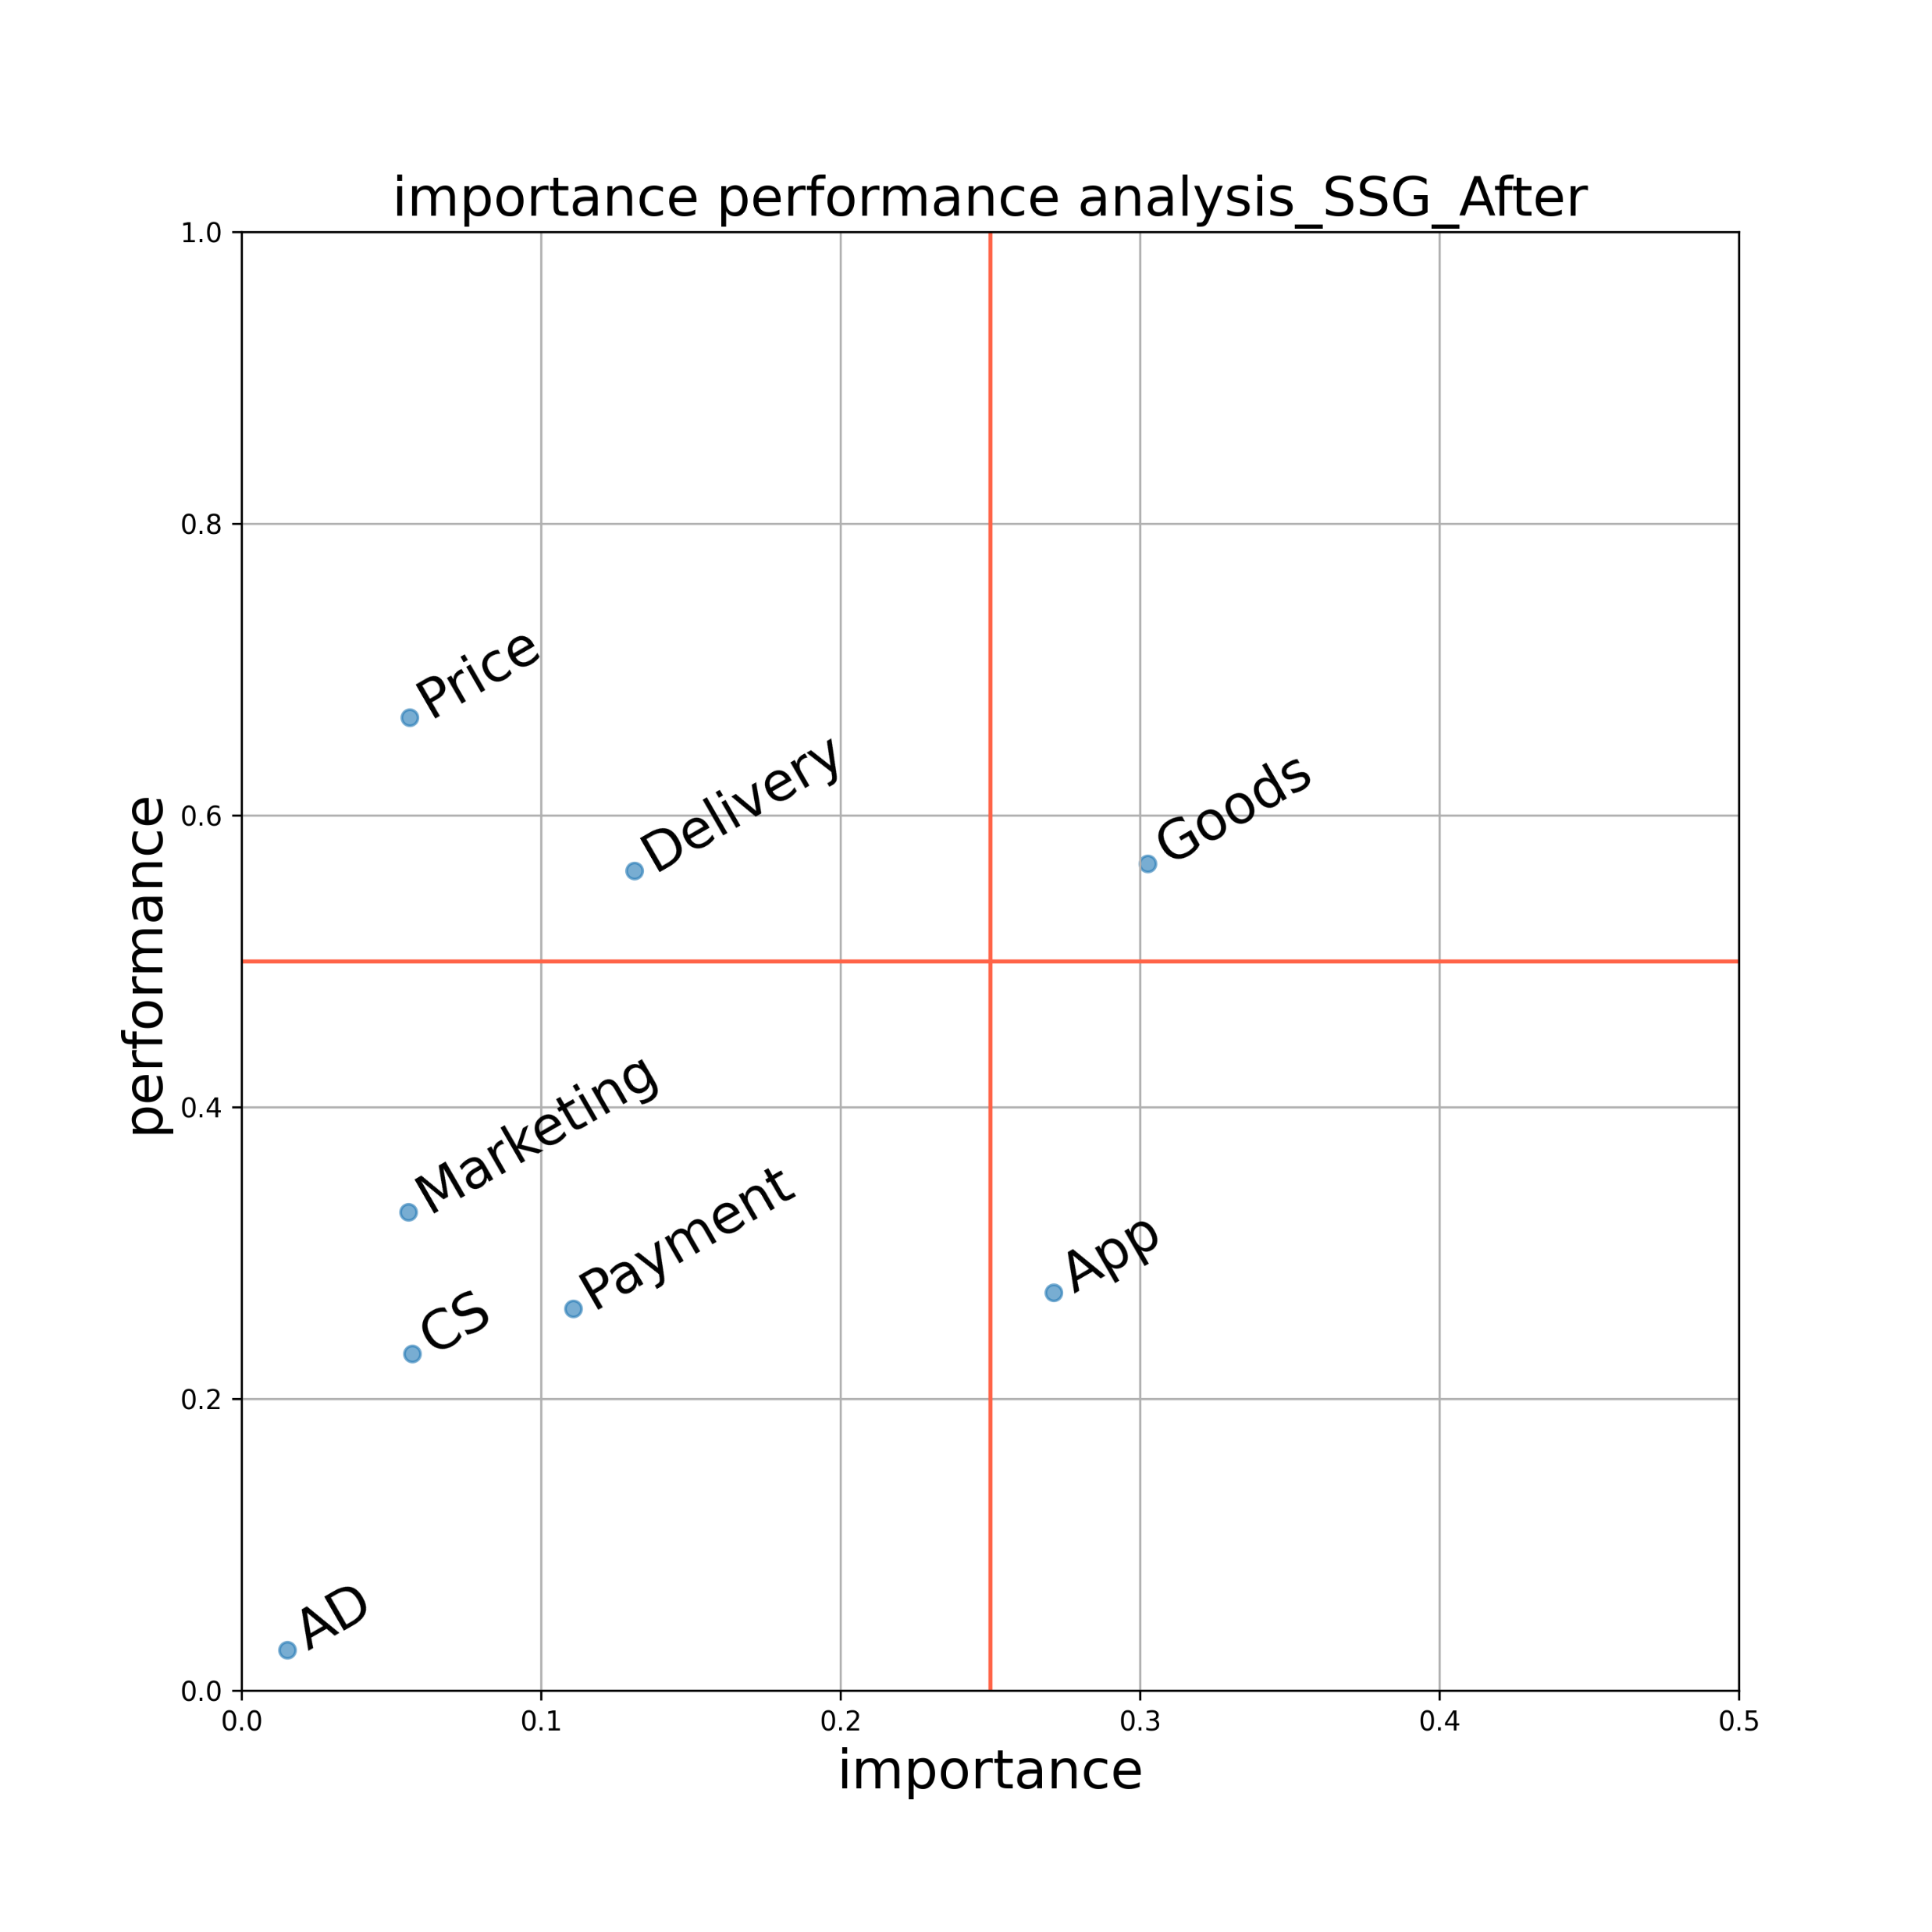 importance performance analysis_SSG_After
1.0
0.8
0.6
0.4
0.2
0.0
performance
Price
Delivery
Goods
Marketing
Payment
App
CS
AD
0.0 0.1 0.2 0.3 0.4 0.5
importance